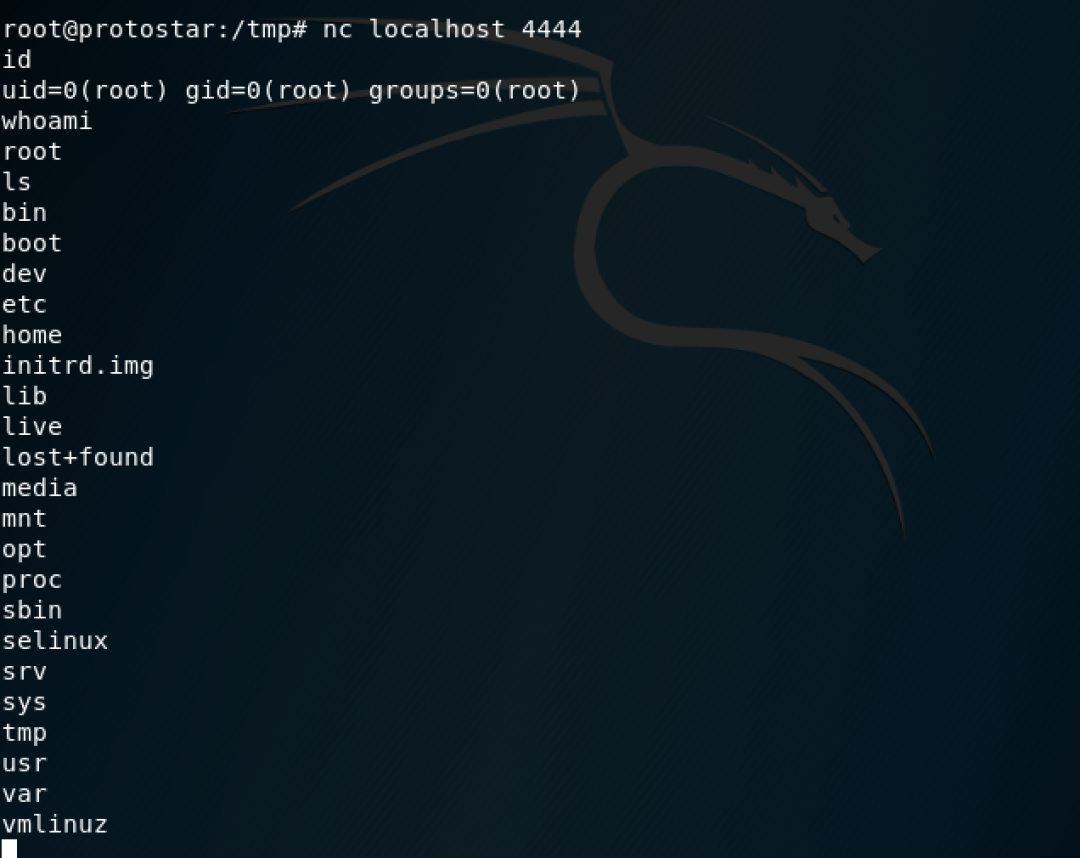 root@protostar:/tmp# nc localhost 4444
id
uid=0(root) gid=0(root) groups=0(root)
whoami
root
ls
bin
boot
dev
etc
home
initrd.img
lib
live
lost+found
media
mnt
opt
proc
sbin
selinux
srv
sys
tmp
usr
var
vmlinuz